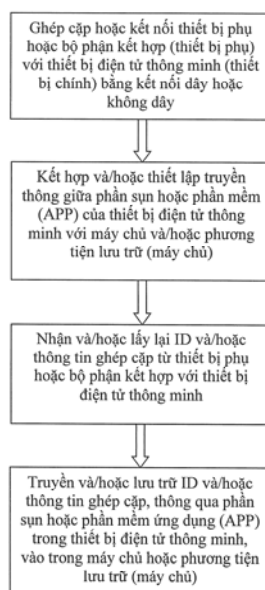 Ghép cặp hoặc kết nối thiết bị phụ
hoặc bộ phận kết hợp (thiết bị phụ)
với thiết bị điện tử thông minh (thiết
bị chính) bằng kết nối dây hoặc
không dây
Kết hợp và/hoặc thiết lập truyền
thông giữa phần sụn hoặc phần mềm
(APP) của thiết bị điện tử thông
minh với máy chủ và/hoặc phương
tiện lưu trữ (máy chủ)
Nhận và/hoặc lấy lại ID và/hoặc
thông tin ghép cặp từ thiết bị phụ
hoặc bộ phận kết hợp với thiết bị
điện tử thông minh
Truyền và/hoặc lưu trữ ID và/hoặc
thông tin ghép cặp, thông qua phần
sụn hoặc phần mềm ứng dụng (APP)
trong thiết bị điện tử thông minh,
vào trong máy chủ hoặc phương tiện
lưu trữ (máy chủ)